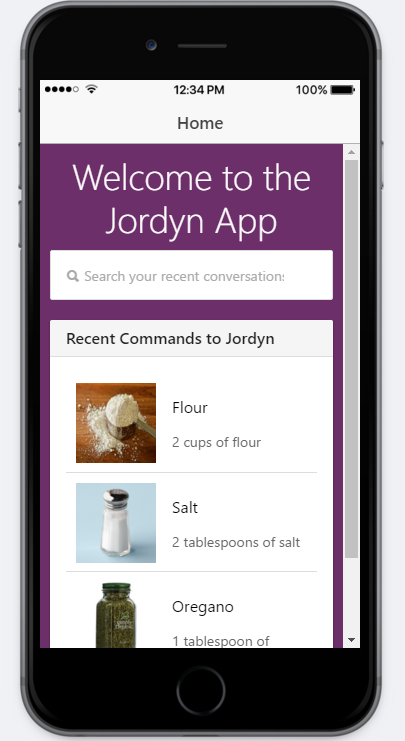 12:34 PM 100%
Home
Welcome to the
Jordyn App
Search your recent conversations
Recent Commands to Jordyn
Flour
2 cups of flour
Salt
2 tablespoons of salt
Oregano
1 tablespoon of